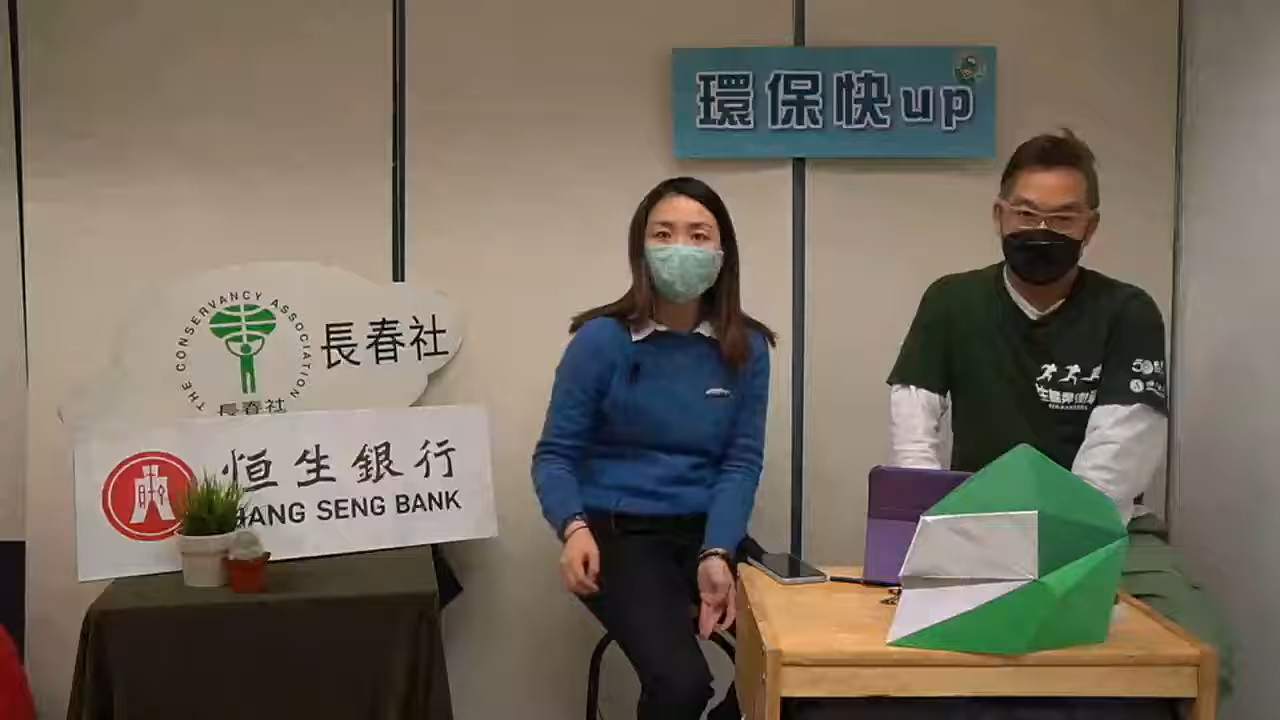 環保快up
THE CONSERVANCY ASSOCIATION
長春社
長春社
恒生銀行
HANG SENG BANK